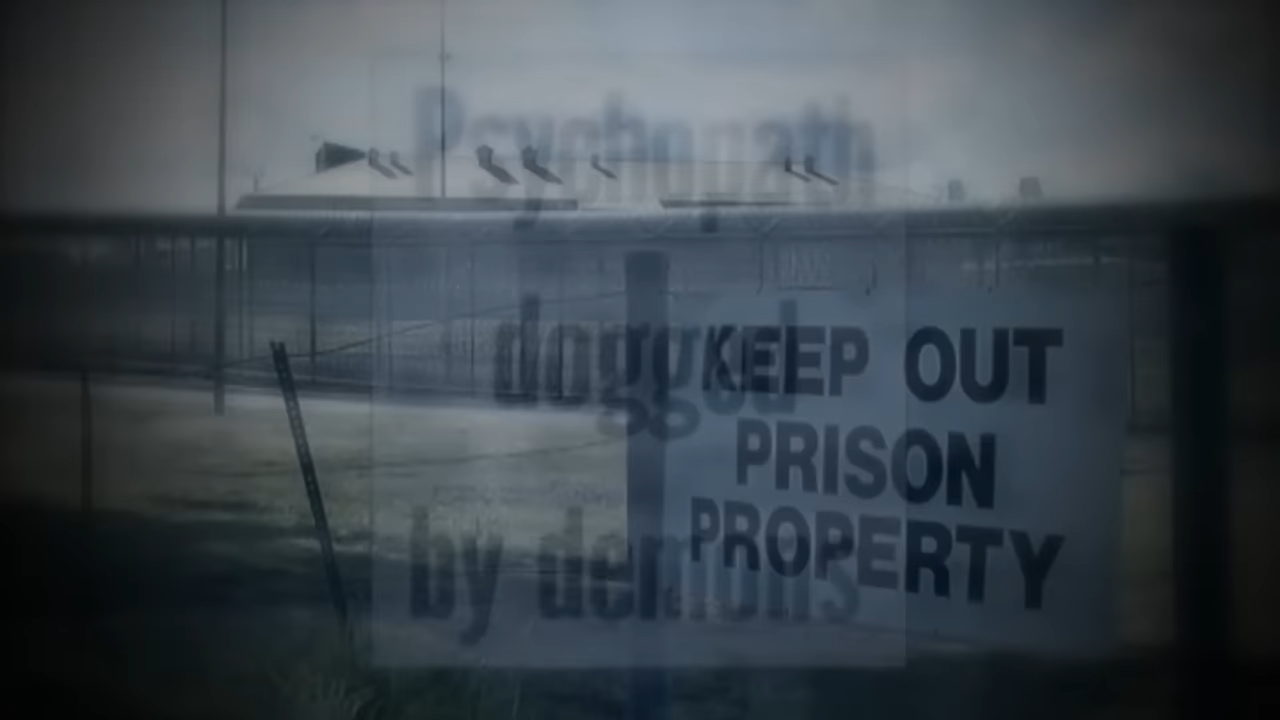 Psychopath
dogged
by demons
KEEP OUT
PRISON
PROPERTY